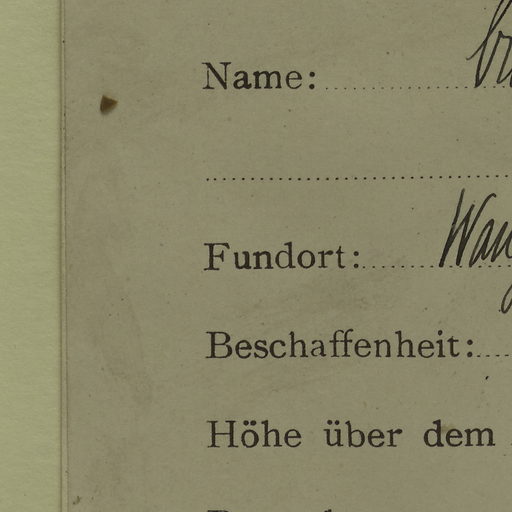 Name:
Fundort:
Beschaffenheit:
Höhe über dem